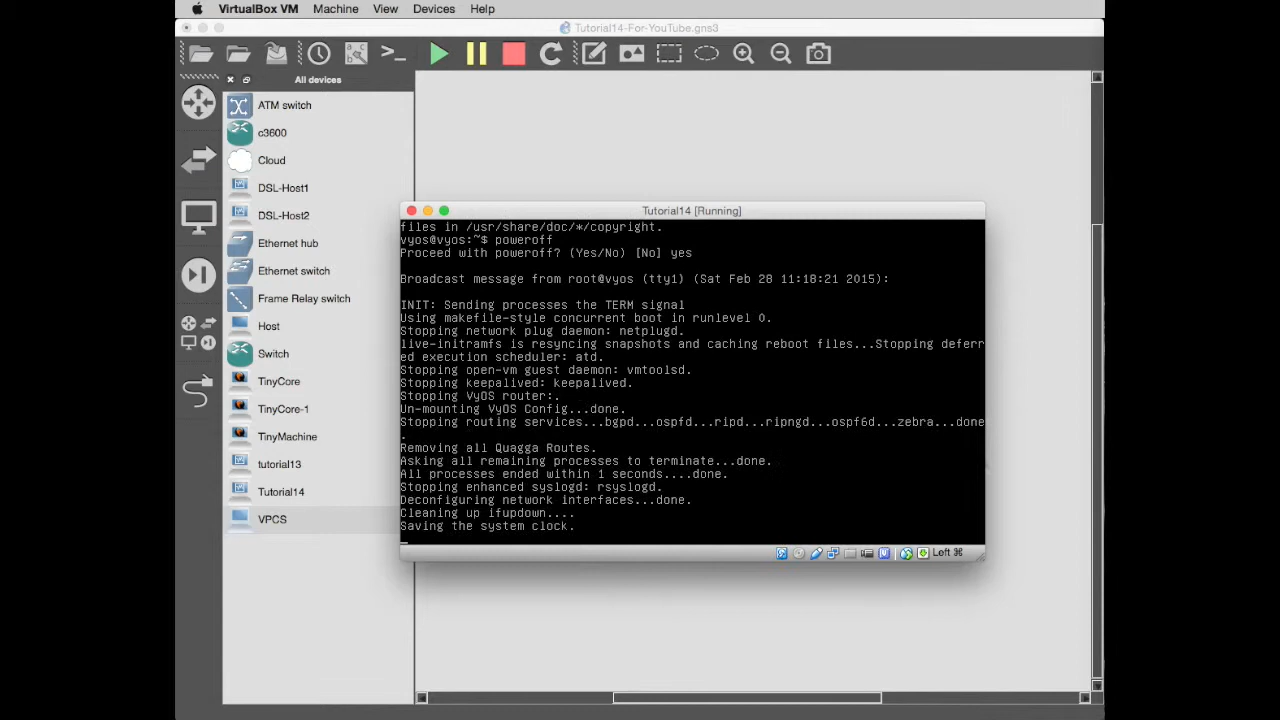 VirtualBox VM Machine View Devices Help
Tutorial14-For-YouTube.gns3
All devices
ATM switch
c3600
Cloud
DSL-Host1
DSL-Host2
Ethernet hub
Ethernet switch
Frame Relay switch
Host
Switch
TinyCore
TinyCore-1
TinyMachine
tutorial13
Tutorial14
VPCS
Tutorial14 [Running]
files in /usr/share/doc/*/copyright.
vyos@vyos:~$ poweroff
Proceed with poweroff? (Yes/No) [No] yes
Broadcast message from root@vyos (tty1) (Sat Feb 28 11:18:21 2015):
INIT: Sending processes the TERM signal
Using makefile-style concurrent boot in runlevel 0.
Stopping network plug daemon: netplugd.
live-initramfs is resyncing snapshots and caching reboot files...Stopping deferr
ed execution scheduler: atd.
Stopping open-vm guest daemon: vmtoolsd.
Stopping keepalived: keepalived.
Stopping VyOS router:.
Un-mounting VyOS Config...done.
Stopping routing services...bgpd...ospfd...ripd...ripngd...ospf6d...zebra...done
.
Removing all Quagga Routes.
Asking all remaining processes to terminate...done.
All processes ended within 1 seconds....done.
Stopping enhanced syslogd: rsyslogd.
Deconfiguring network interfaces...done.
Cleaning up ifupdown....
Saving the system clock.
Left ⌘